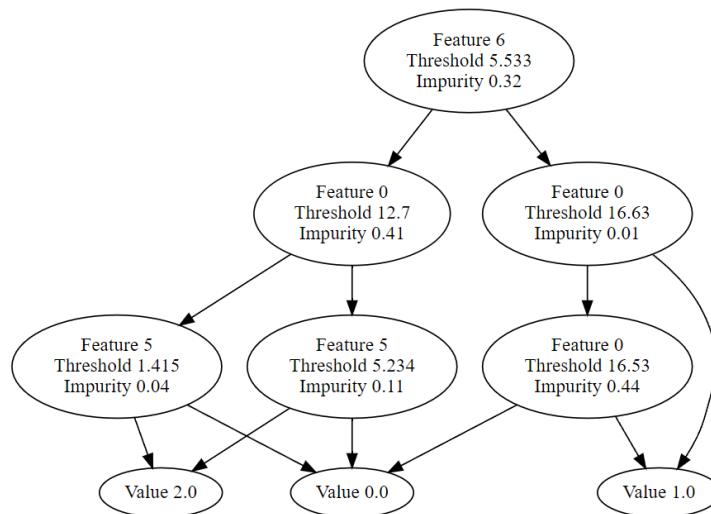 Feature 6
Threshold 5.533
Impurity 0.32
Feature 0
Threshold 12.7
Impurity 0.41
Feature 0
Threshold 16.63
Impurity 0.01
Feature 5
Threshold 1.415
Impurity 0.04
Feature 5
Threshold 5.234
Impurity 0.11
Feature 0
Threshold 16.53
Impurity 0.44
Value 2.0
Value 0.0
Value 1.0